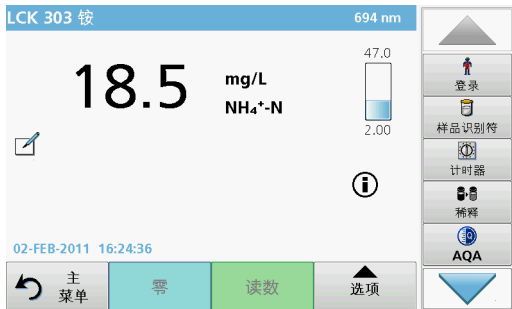 LCK 303 铵 694 nm
47.0
18.5 mg/L
NH₄⁺-N
2.00
i
02-FEB-2011 16:24:36
主
菜单
零
读数
选项
登录
样品识别符
计时器
稀释
AQA